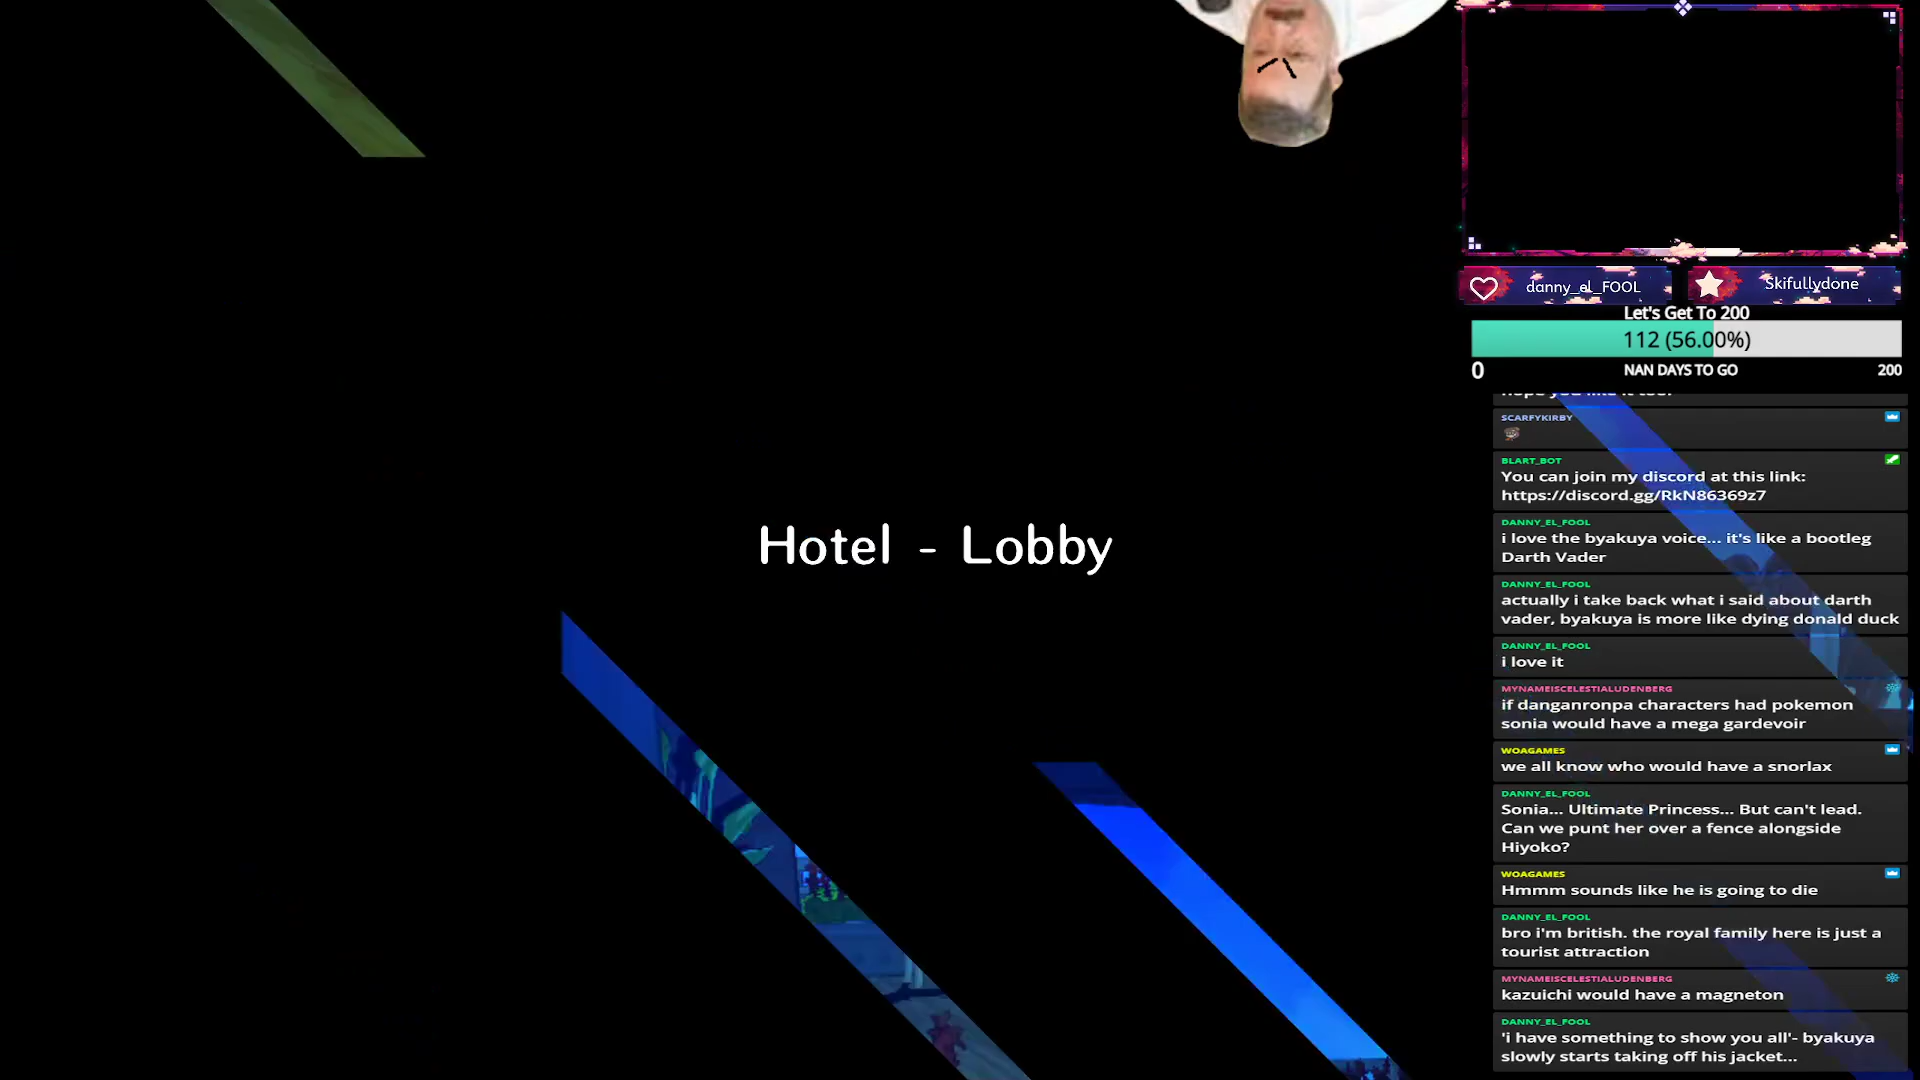 danny_el_FOOL
Skifullydone
Let's Get To 200
112 (56.00%)
0
NAN DAYS TO GO
200
Hotel - Lobby
SCARFYKIRBY
BLART_BOT
You can join my discord at this link:
https://discord.gg/RkN86369z7
DANNY_EL_FOOL
i love the byakuya voice... it's like a bootleg
Darth Vader
DANNY_EL_FOOL
actually i take back what i said about darth
vader, byakuya is more like dying donald duck
DANNY_EL_FOOL
i love it
MYNAMEISCELESTIALUDENBERG
if danganronpa characters had pokemon
sonia would have a mega gardevoir
WOAGAMES
we all know who would have a snorlax
DANNY_EL_FOOL
Sonia... Ultimate Princess... But can't lead.
Can we punt her over a fence alongside
Hiyoko?
WOAGAMES
Hmmm sounds like he is going to die
DANNY_EL_FOOL
bro i'm british. the royal family here is just a
tourist attraction
MYNAMEISCELESTIALUDENBERG
kazuichi would have a magneton
DANNY_EL_FOOL
'i have something to show you all'- byakuya
slowly starts taking off his jacket...